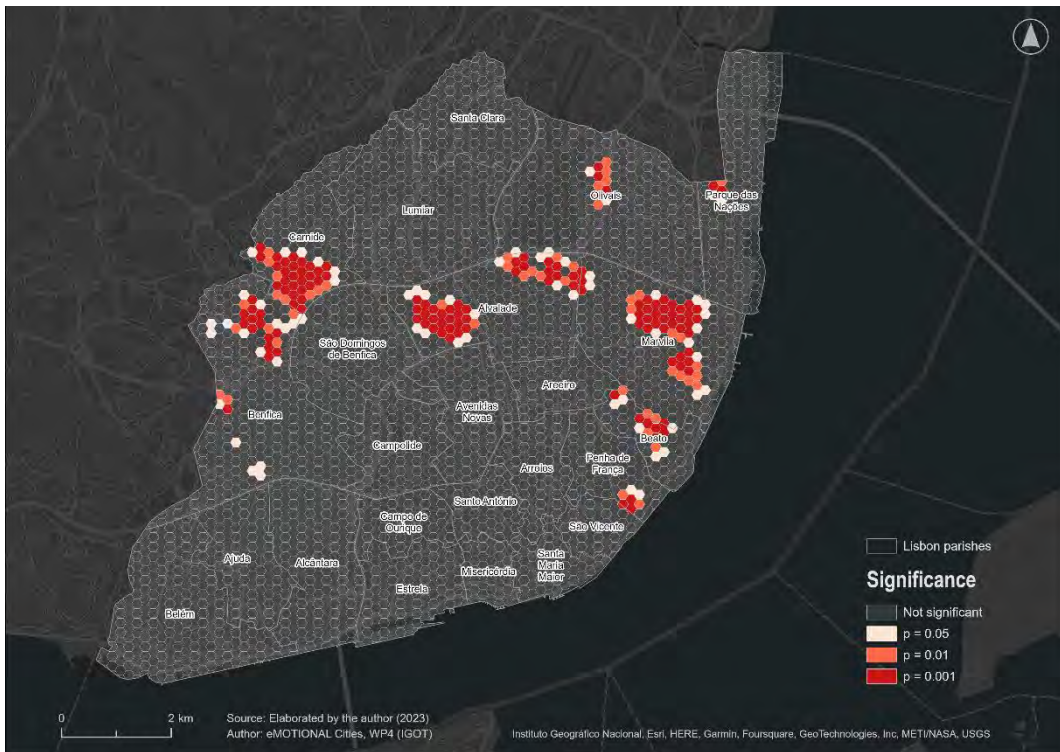 Santa Clara
Olivais
Parque das
Nações
Lumiar
Carnide
Alvalade
São Domingos
de Benfica
Marvila
Areeiro
Avenidas
Novas
Benfica
Beato
Campolide
Penha de
França
Arroios
Santo António
Campo de
Ourique
São Vicente
Santa
Maria
Maior
Ajuda
Alcântara
Misericórdia
Estrela
Belém
Lisbon parishes
Significance
Not significant
p = 0.05
p = 0.01
p = 0.001
0 2 km
Source: Elaborated by the author (2023)
Author: eMOTIONAL Cities, WP4 (IGOT)
Instituto Geográfico Nacional, Esri, HERE, Garmin, Foursquare, GeoTechnologies, Inc, METI/NASA, USGS